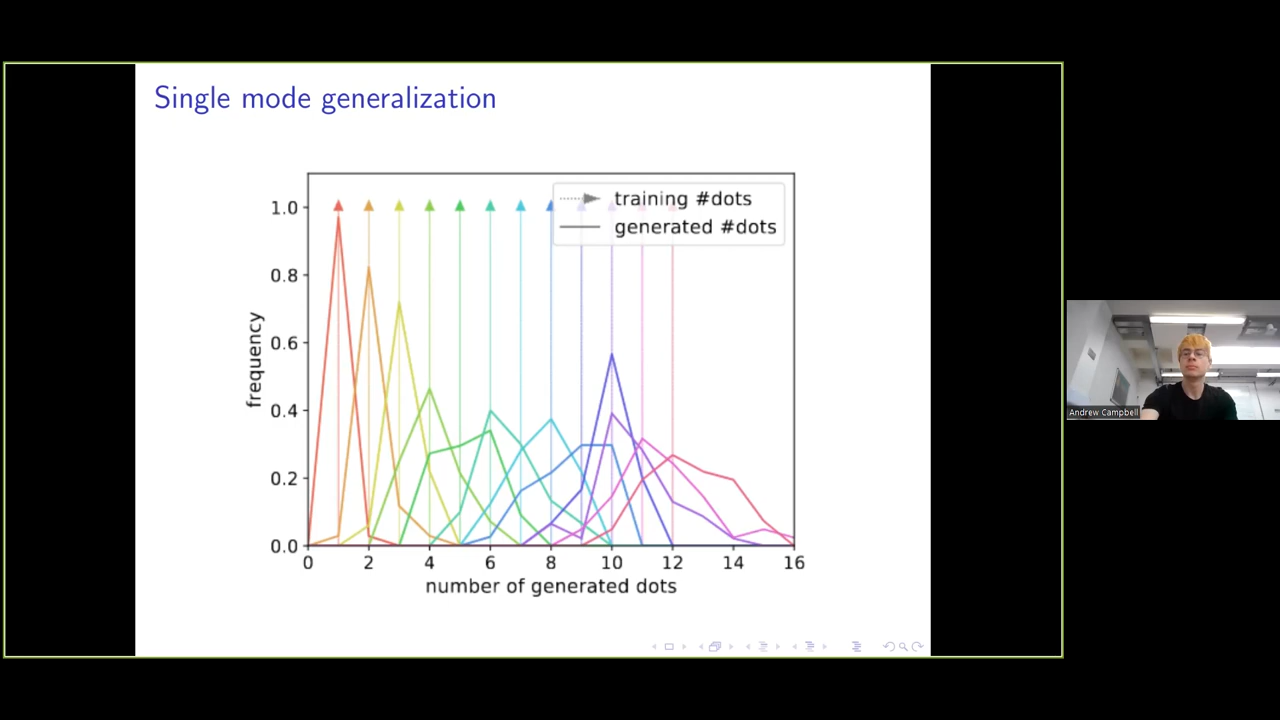 Single mode generalization
training #dots
generated #dots
1.0
0.8
0.6
0.4
0.2
0.0
frequency
0 2 4 6 8 10 12 14 16
number of generated dots
Andrew Campbell